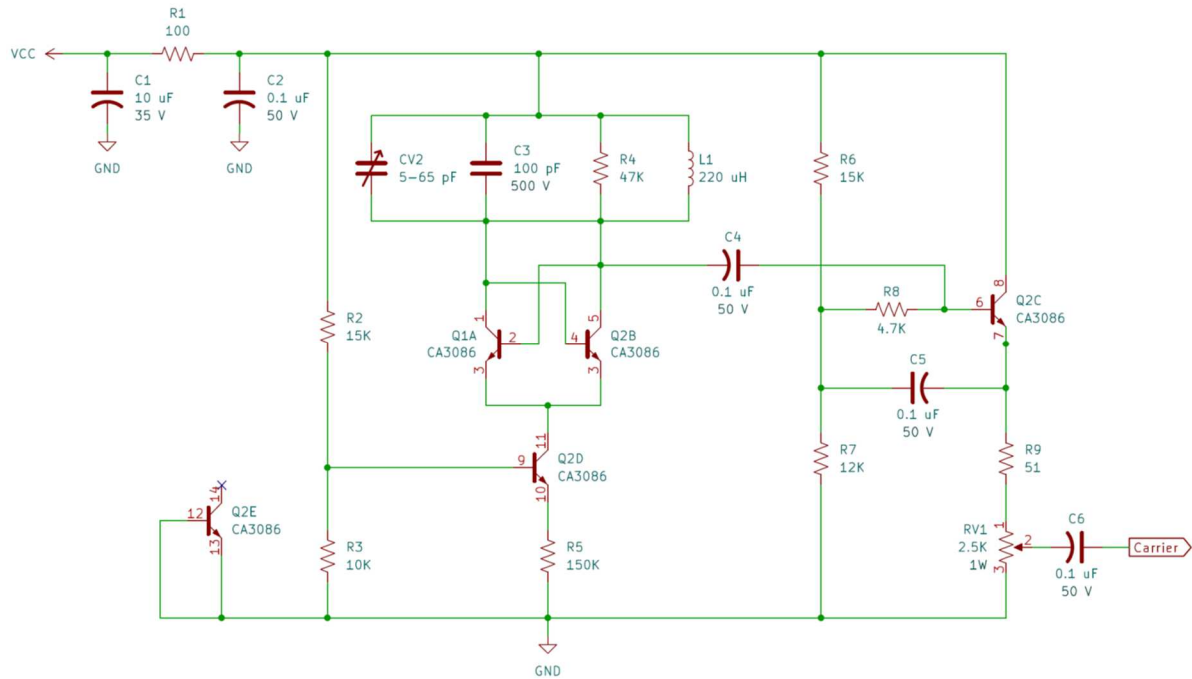 R1
100
VCC
C1
10 uF
35 V
GND
C2
0.1 uF
50 V
GND
CV2
5–65 pF
C3
100 pF
500 V
R4
47K
L1
220 uH
R6
15K
C4
0.1 uF
50 V
R8
4.7K
6
8
7
Q2C
CA3086
R2
15K
1
Q1A
CA3086
2
3
5
4
Q2B
CA3086
3
C5
0.1 uF
50 V
R7
12K
R9
51
11
9
Q2D
CA3086
10
14
12
Q2E
CA3086
13
R3
10K
R5
150K
RV1
2.5K
1W
1
2
3
C6
0.1 uF
50 V
Carrier
GND